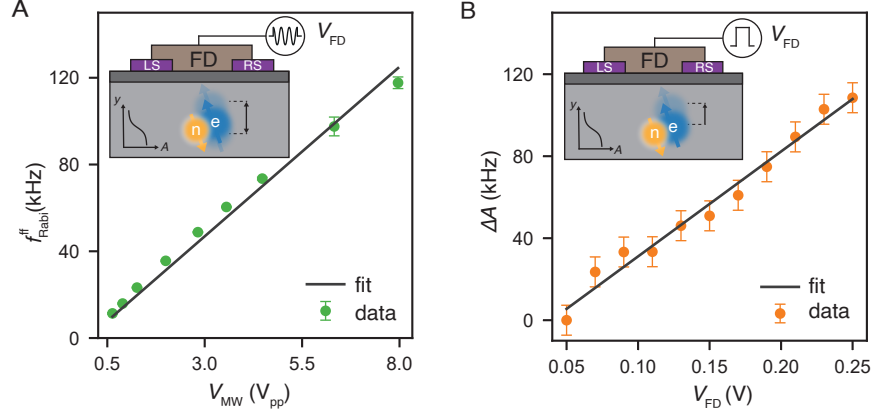 A
V_FD
FD
LS
RS
y
n
e
A
f^ff_Rabi (kHz)
120
80
40
0
fit
data
0.5
3.0
5.5
8.0
V_MW (V_pp)
B
V_FD
FD
LS
RS
y
n
e
A
ΔA (kHz)
120
80
40
0
fit
data
0.05
0.10
0.15
0.20
0.25
V_FD (V)